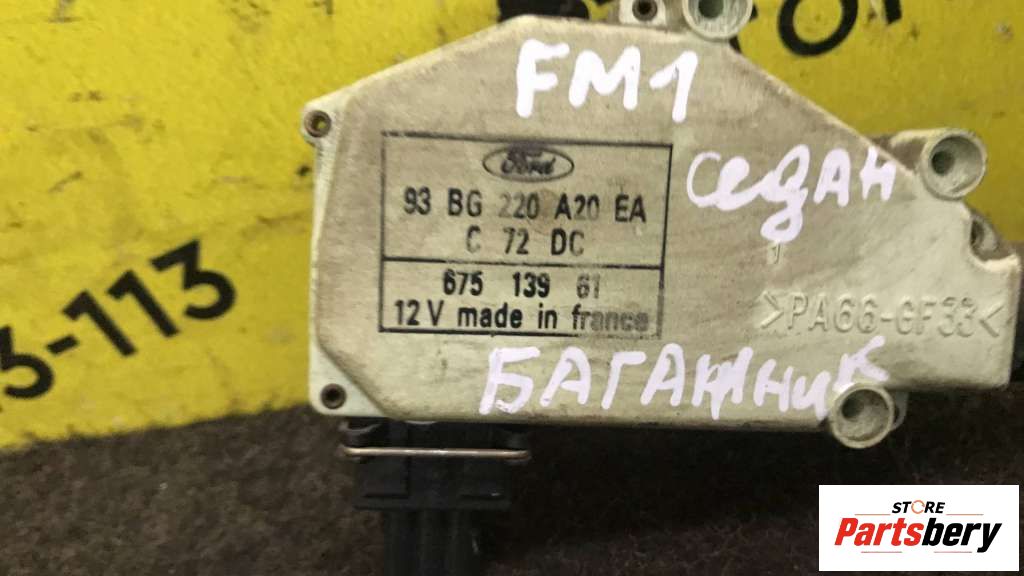 FM1
седан
Ford
93 BG 220 A20 EA
C 72 DC
675 139 61
12 V made in france
1
>PA66-GF33<
БАГАЖНИК
3-113
STORE
Partsbery